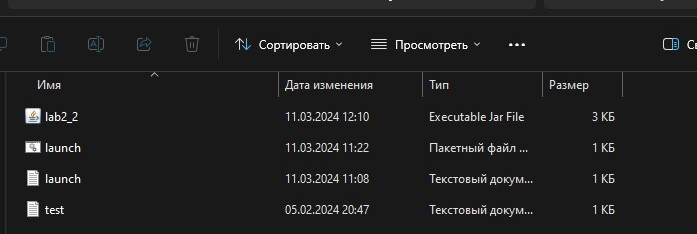 Сортировать Просмотреть
Имя Дата изменения Тип Размер
lab2_2 11.03.2024 12:10 Executable Jar File 3 КБ
launch 11.03.2024 11:22 Пакетный файл ... 1 КБ
launch 11.03.2024 11:08 Текстовый докум... 1 КБ
test 05.02.2024 20:47 Текстовый докум... 1 КБ